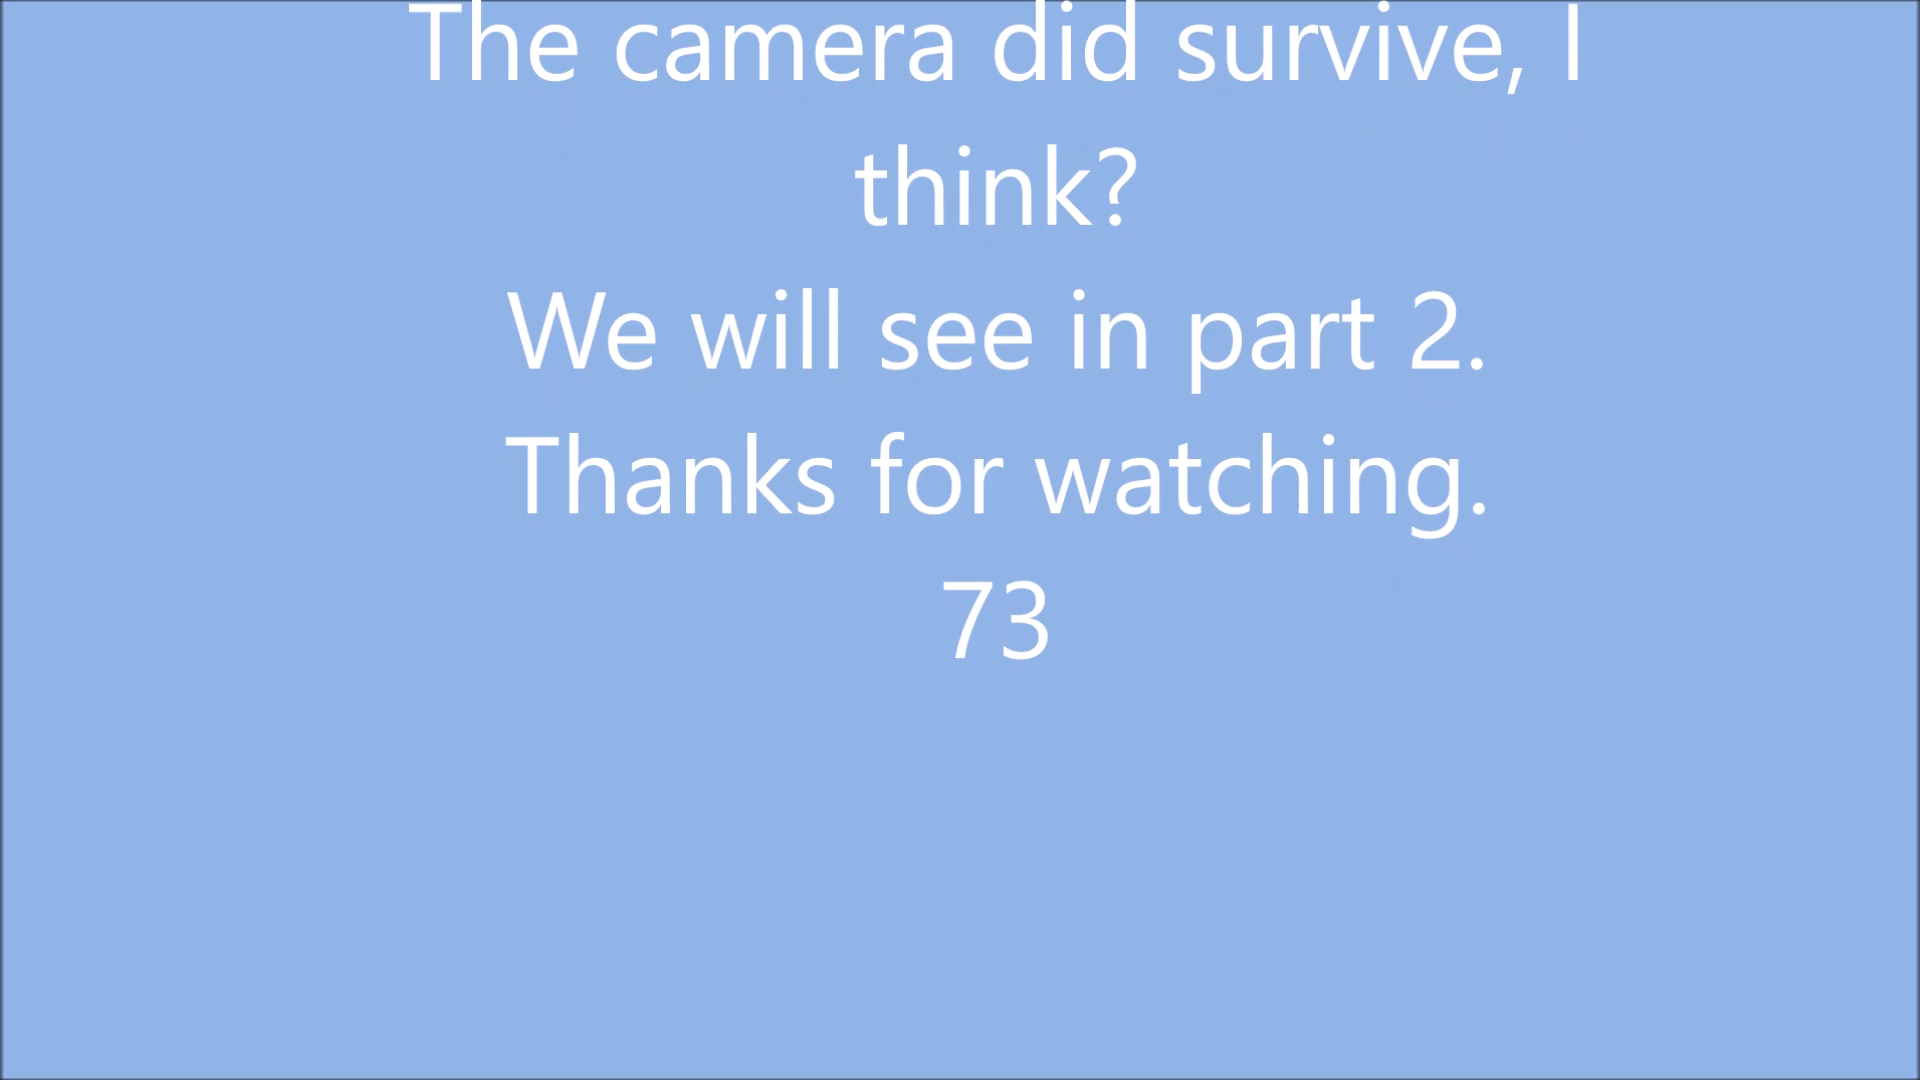 The camera did survive, I
think?
We will see in part 2.
Thanks for watching.
73